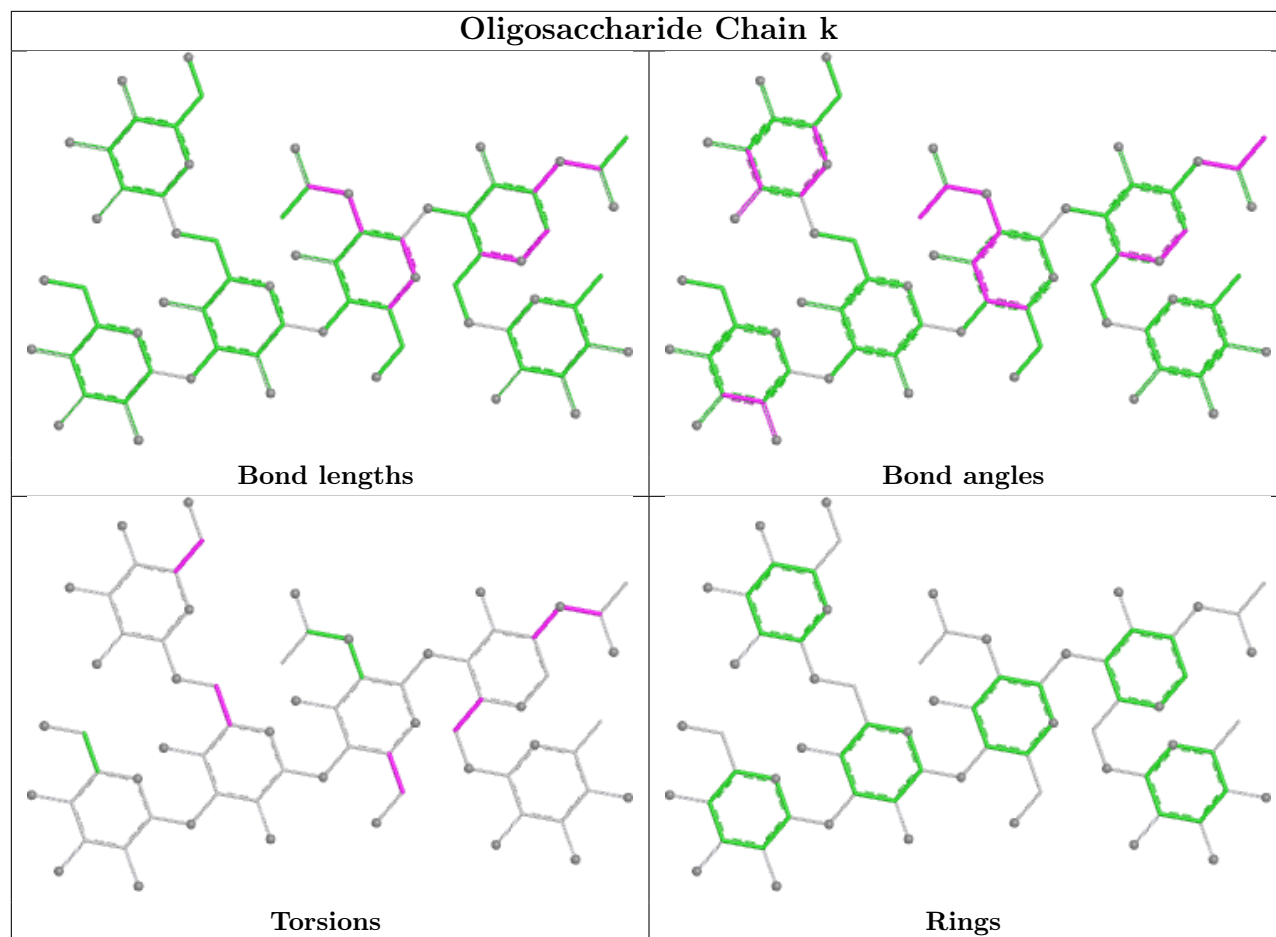 Oligosaccharide Chain k
Bond lengths
Bond angles
Torsions
Rings